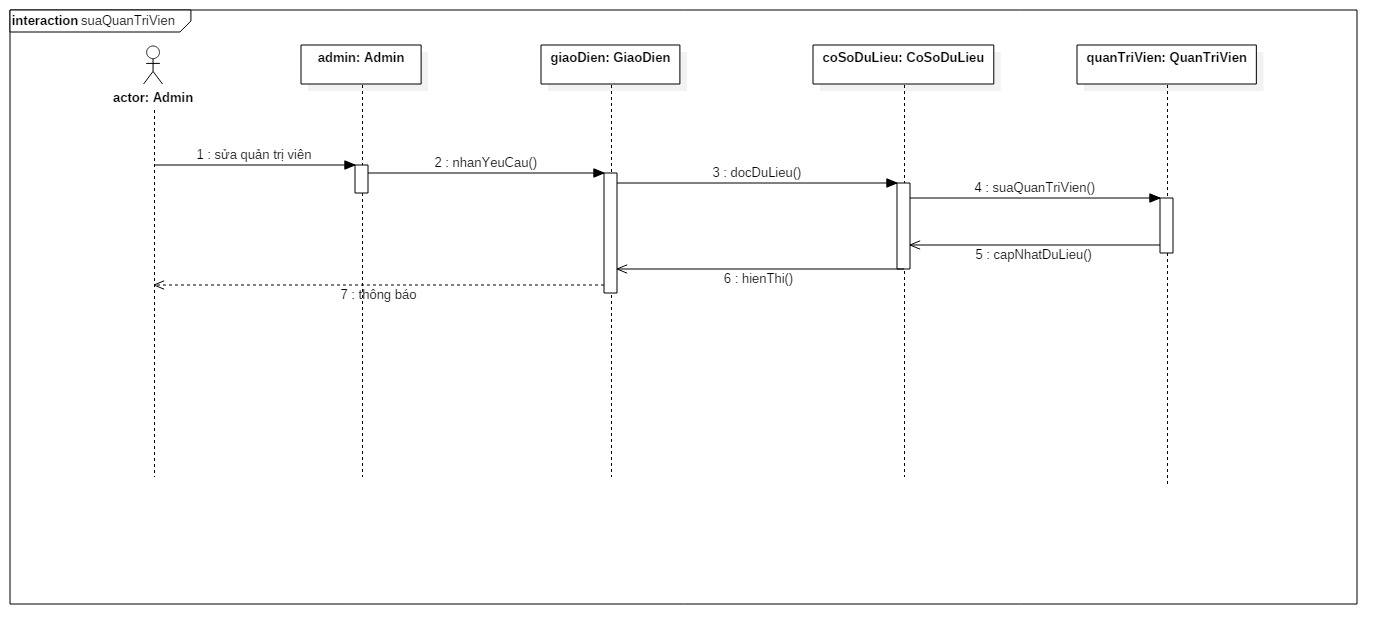 interaction suaQuanTriVien
actor: Admin
admin: Admin
giaoDien: GiaoDien
coSoDuLieu: CoSoDuLieu
quanTriVien: QuanTriVien
1 : sửa quản trị viên
2 : nhanYeuCau()
3 : docDuLieu()
4 : suaQuanTriVien()
5 : capNhatDuLieu()
6 : hienThi()
7 : thông báo